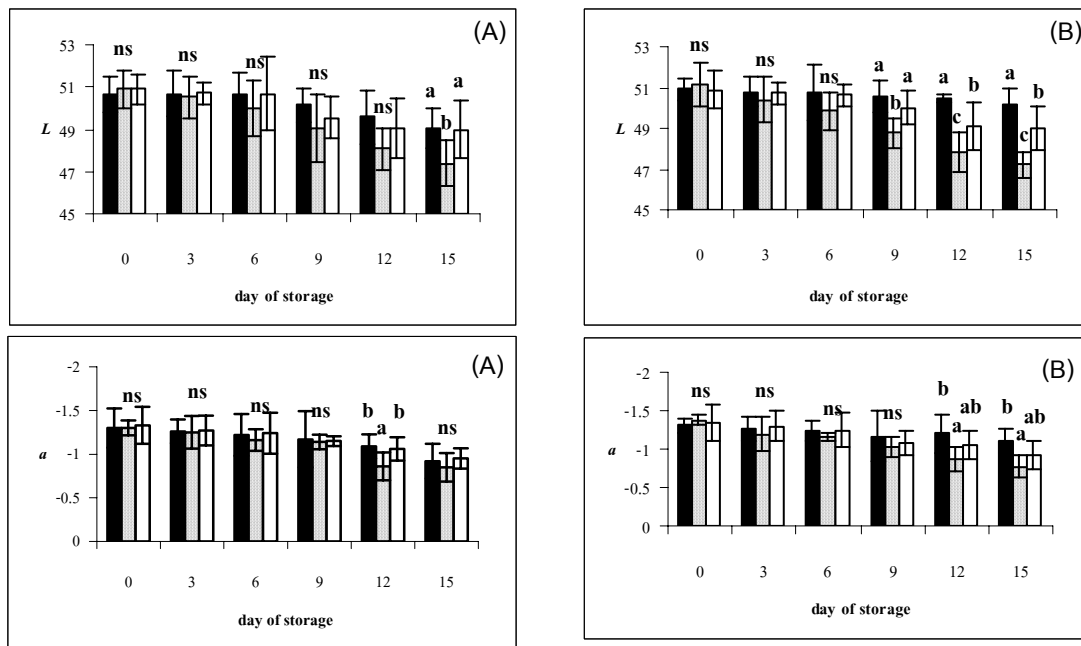 (A)
53
51
49
47
45
L
ns ns ns ns ns a b a
0 3 6 9 12 15
day of storage
(B)
53
51
49
47
45
L
ns ns ns a b a a c b a c b
0 3 6 9 12 15
day of storage
(A)
-2
-1.5
-1
-0.5
0
a
ns ns ns ns b a b ns
0 3 6 9 12 15
day of storage
(B)
-2
-1.5
-1
-0.5
0
a
ns ns ns ns b a ab b a ab
0 3 6 9 12 15
day of storage